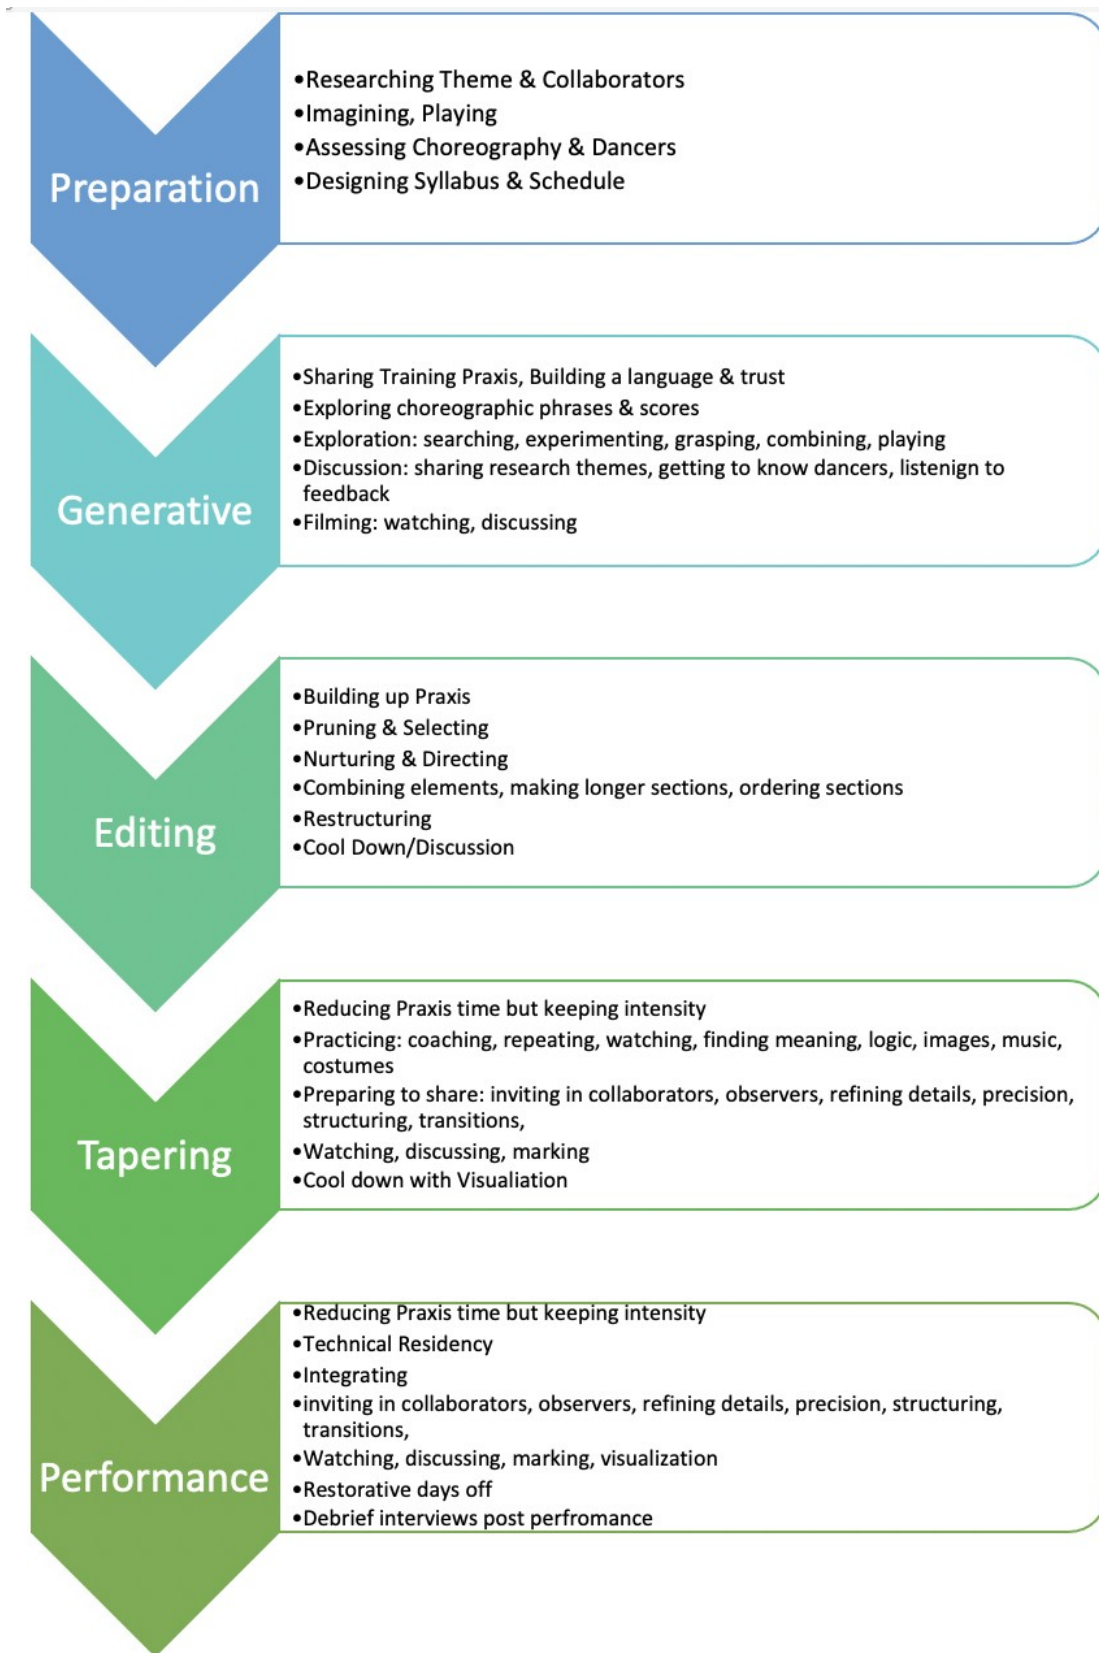 Preparation
•Researching Theme & Collaborators
•Imagining, Playing
•Assessing Choreography & Dancers
•Designing Syllabus & Schedule
Generative
•Sharing Training Praxis, Building a language & trust
•Exploring choreographic phrases & scores
•Exploration: searching, experimenting, grasping, combining, playing
•Discussion: sharing research themes, getting to know dancers, listenign to
feedback
•Filming: watching, discussing
Editing
•Building up Praxis
•Pruning & Selecting
•Nurturing & Directing
•Combining elements, making longer sections, ordering sections
•Restructuring
•Cool Down/Discussion
Tapering
•Reducing Praxis time but keeping intensity
•Practicing: coaching, repeating, watching, finding meaning, logic, images, music,
costumes
•Preparing to share: inviting in collaborators, observers, refining details, precision,
structuring, transitions,
•Watching, discussing, marking
•Cool down with Visualiation
Performance
•Reducing Praxis time but keeping intensity
•Technical Residency
•Integrating
•inviting in collaborators, observers, refining details, precision, structuring,
transitions,
•Watching, discussing, marking, visualization
•Restorative days off
•Debrief interviews post perfromance